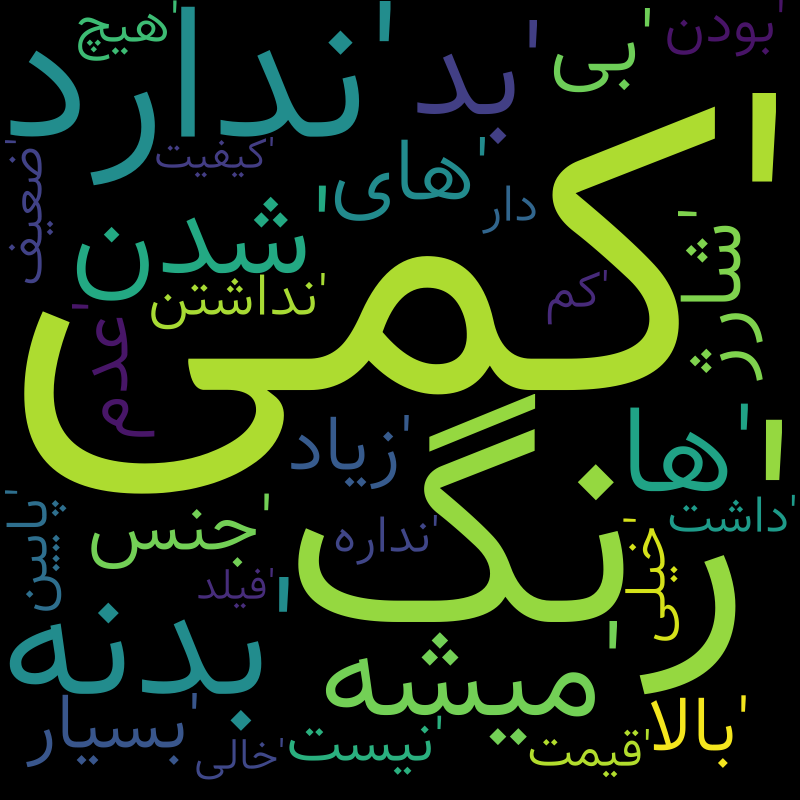 'هیچ
'ندارد
'بد
'بی
'بودن
'کیفیت
'ضعیف
'های
'دار
'شدن
'نداشتن
'کمی
'کم
'شارژ
'عدم
'زیاد
'ها
'داشت
'رنگ
'پایین
'جنس
'نداره
'خیلی
'فیلد
'بدنه
'میشه
'بسیار
'خالی
'نیست
'قیمت
'بالا